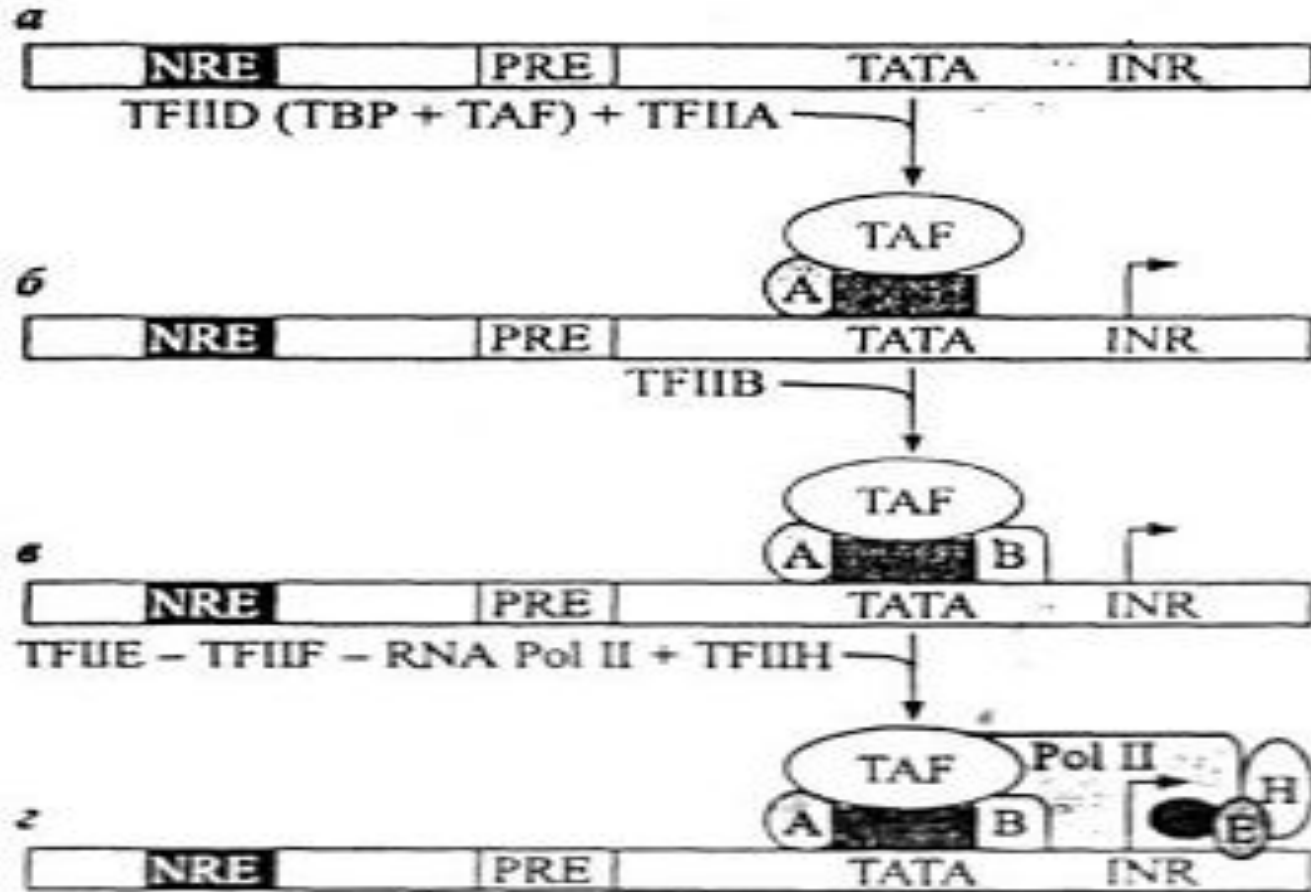 а
NRE PRE TATA INR
TFIID (TBP + TAF) + TFIIA
TAF
A
б
NRE PRE TATA INR
TFIIB
TAF
A B
в
NRE PRE TATA INR
TFIIE – TFIIF – RNA Pol II + TFIIH
TAF Pol II
H
A B E
г
NRE PRE TATA INR